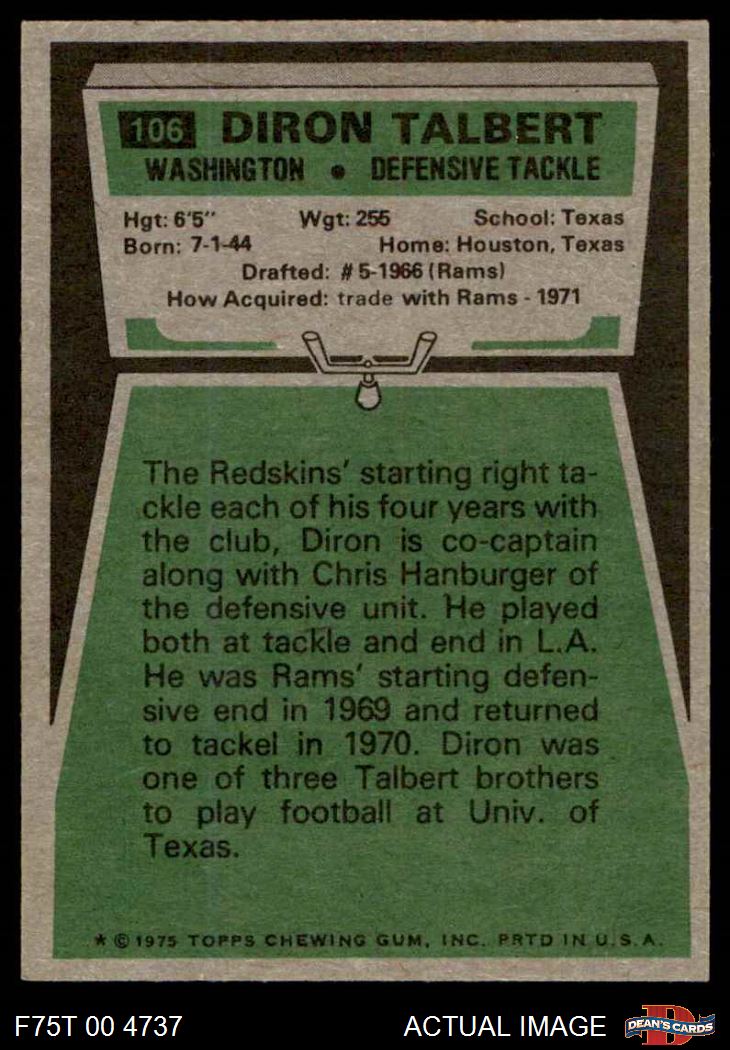 106 DIRON TALBERT
WASHINGTON • DEFENSIVE TACKLE
Hgt: 6'5" Wgt: 255 School: Texas
Born: 7-1-44 Home: Houston, Texas
Drafted: #5-1966 (Rams)
How Acquired: trade with Rams - 1971
The Redskins' starting right ta-
ckle each of his four years with
the club, Diron is co-captain
along with Chris Hanburger of
the defensive unit. He played
both at tackle and end in L.A.
He was Rams' starting defen-
sive end in 1969 and returned
to tackel in 1970. Diron was
one of three Talbert brothers
to play football at Univ. of
Texas.
* © 1975 TOPPS CHEWING GUM, INC. PRTD IN U.S.A.
F75T 00 4737 ACTUAL IMAGE D DEAN'S CARDS